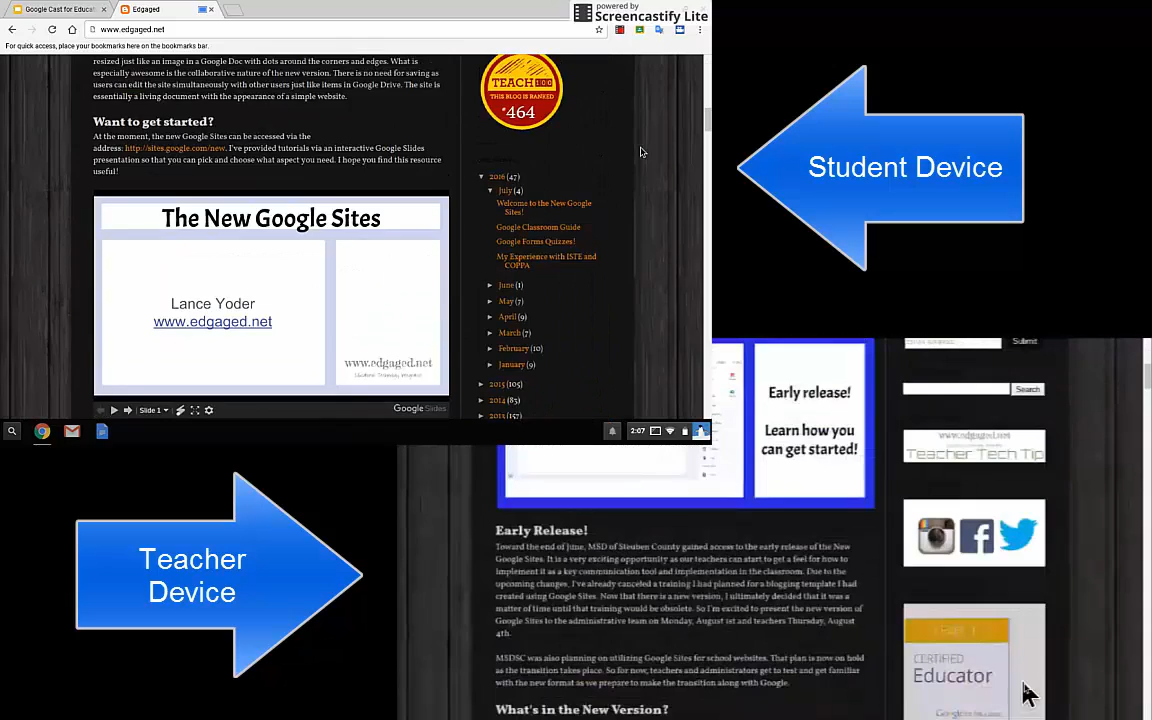 Google Cast for Educat
Edgaged
powered by
Screencastify Lite
www.edgaged.net
For quick access, place your bookmarks here on the bookmarks bar.
resized just like an image in a Google Doc with dots around the corners and edges. What is
especially awesome is the collaborative nature of the new version. There is no need for saving as
users can edit the site simultaneously with other users just like items in Google Drive. The site is
essentially a living document with the appearance of a simple website.
Want to get started?
At the moment, the new Google Sites can be accessed via the
address: http://sites.google.com/new. I've provided tutorials via an interactive Google Slides
presentation so that you can pick and choose what aspect you need. I hope you find this resource
useful!
The New Google Sites
Lance Yoder
www.edgaged.net
www.edgaged.net
Slide 1
Google Slides
TEACH 100
THIS BLOG IS RANKED
#464
▼ 2016 (47)
▼ July (4)
Welcome to the New Google
Sites!
Google Classroom Guide
Google Forms Quizzes!
My Experience with ISTE and
COPPA
► June (1)
► May (7)
► April (9)
► March (7)
► February (10)
► January (9)
► 2015 (105)
► 2014 (83)
► 2013 (157)
2:07
Student Device
Teacher
Device
Early release!
Learn how you
can get started!
Submit
Search
www.edgaged.net
Teacher Tech Tip
Early Release!
Toward the end of June, MSD of Steuben County gained access to the early release of the New
Google Sites. It is a very exciting opportunity as our teachers can start to get a feel for how to
implement it as a key communication tool and implementation in the classroom. Due to the
upcoming changes, I've already canceled a training I had planned for a blogging template I had
created using Google Sites. Now that there is a new version, I ultimately decided that it was a
matter of time until that training would be obsolete. So I'm excited to present the new version of
Google Sites to the administrative team on Monday, August 1st and teachers Thursday, August
4th.
MSDSC was also planning on utilizing Google Sites for school websites. That plan is now on hold
as the transition takes place. So for now, teachers and administrators get to test and get familiar
with the new format as we prepare to make the transition along with Google.
What's in the New Version?
CERTIFIED
Educator